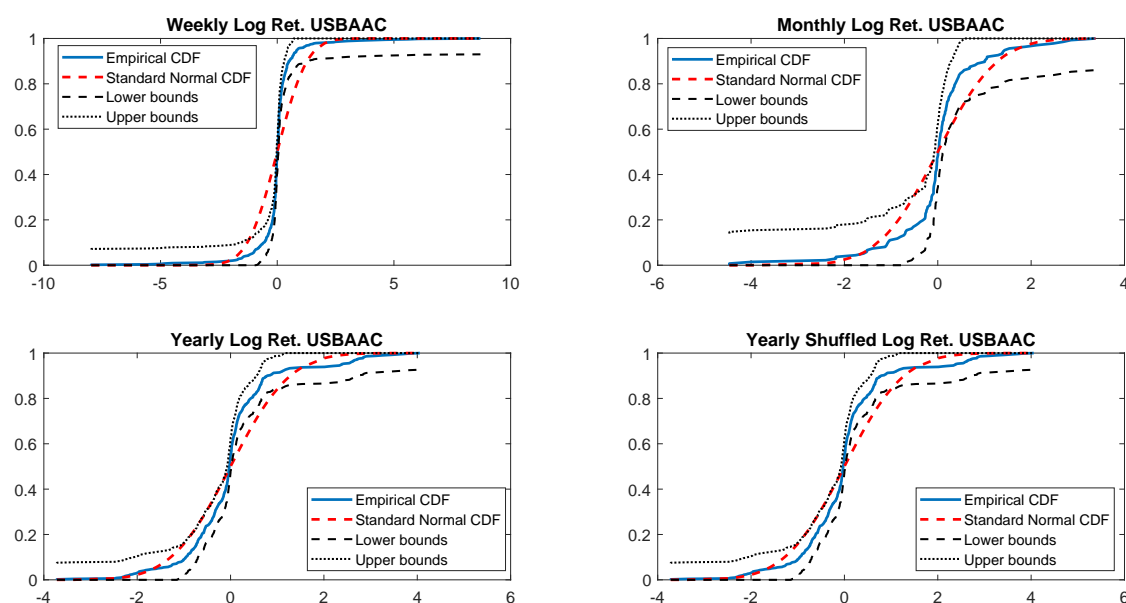 Weekly Log Ret. USBAAC
1
0.8
0.6
0.4
0.2
0
-10 -5 0 5 10
Empirical CDF
Standard Normal CDF
Lower bounds
Upper bounds
Monthly Log Ret. USBAAC
1
0.8
0.6
0.4
0.2
0
-6 -4 -2 0 2 4
Empirical CDF
Standard Normal CDF
Lower bounds
Upper bounds
Yearly Log Ret. USBAAC
1
0.8
0.6
0.4
0.2
0
-4 -2 0 2 4 6
Empirical CDF
Standard Normal CDF
Lower bounds
Upper bounds
Yearly Shuffled Log Ret. USBAAC
1
0.8
0.6
0.4
0.2
0
-4 -2 0 2 4 6
Empirical CDF
Standard Normal CDF
Lower bounds
Upper bounds